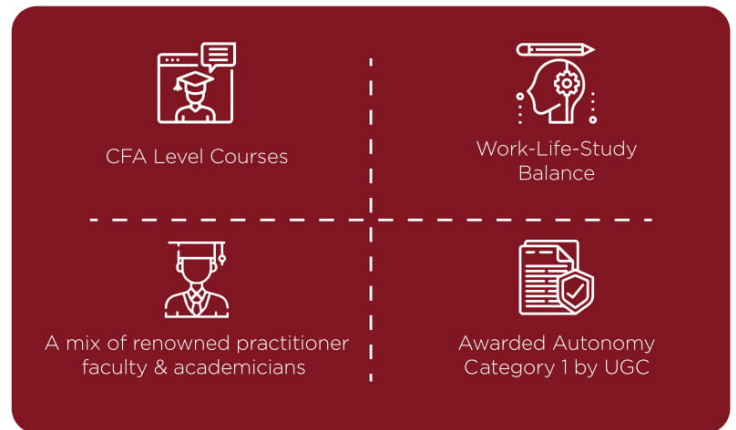 CFA Level Courses
Work-Life-Study
Balance
A mix of renowned practitioner
faculty & academicians
Awarded Autonomy
Category 1 by UGC